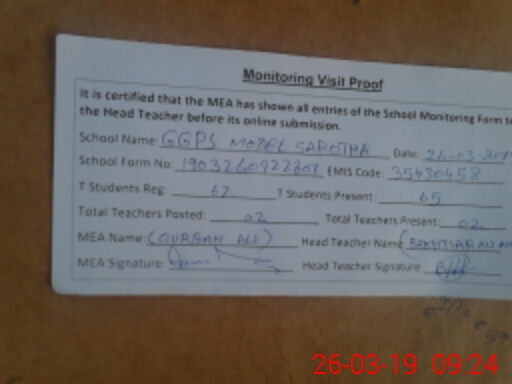 Monitoring Visit Proof
It is certified that the MEA has shown all entries of the School Monitoring Form to
the Head Teacher before its online submission.
School Name: GGPS MODEL SAROTHA Date: 26-03-201
School Form No: EMIS Code:
T Students Reg: 67 T Students Present: 65
Total Teachers Posted: 02 Total Teachers Present: 02
MEA Name: (QURBAN ALI) Head Teacher Name
MEA Signature: Head Teacher Signature
26-03-19 09:24